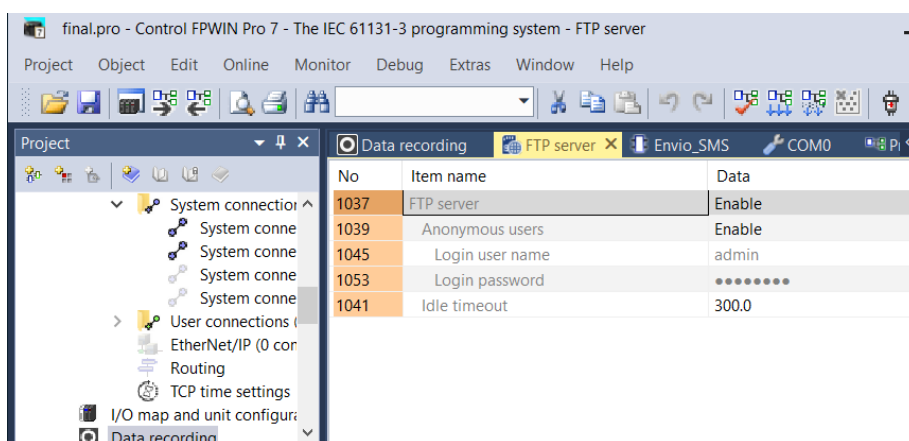 final.pro - Control FPWIN Pro 7 - The IEC 61131-3 programming system - FTP server
Project Object Edit Online Monitor Debug Extras Window Help
Project
Data recording FTP server Envio_SMS COM0
No Item name Data
1037 FTP server Enable
1039 Anonymous users Enable
1045 Login user name admin
1053 Login password ●●●●●●●●
1041 Idle timeout 300.0
System connection
System conne
System conne
System conne
System conne
User connections (
EtherNet/IP (0 con
Routing
TCP time settings
I/O map and unit configura
Data recording